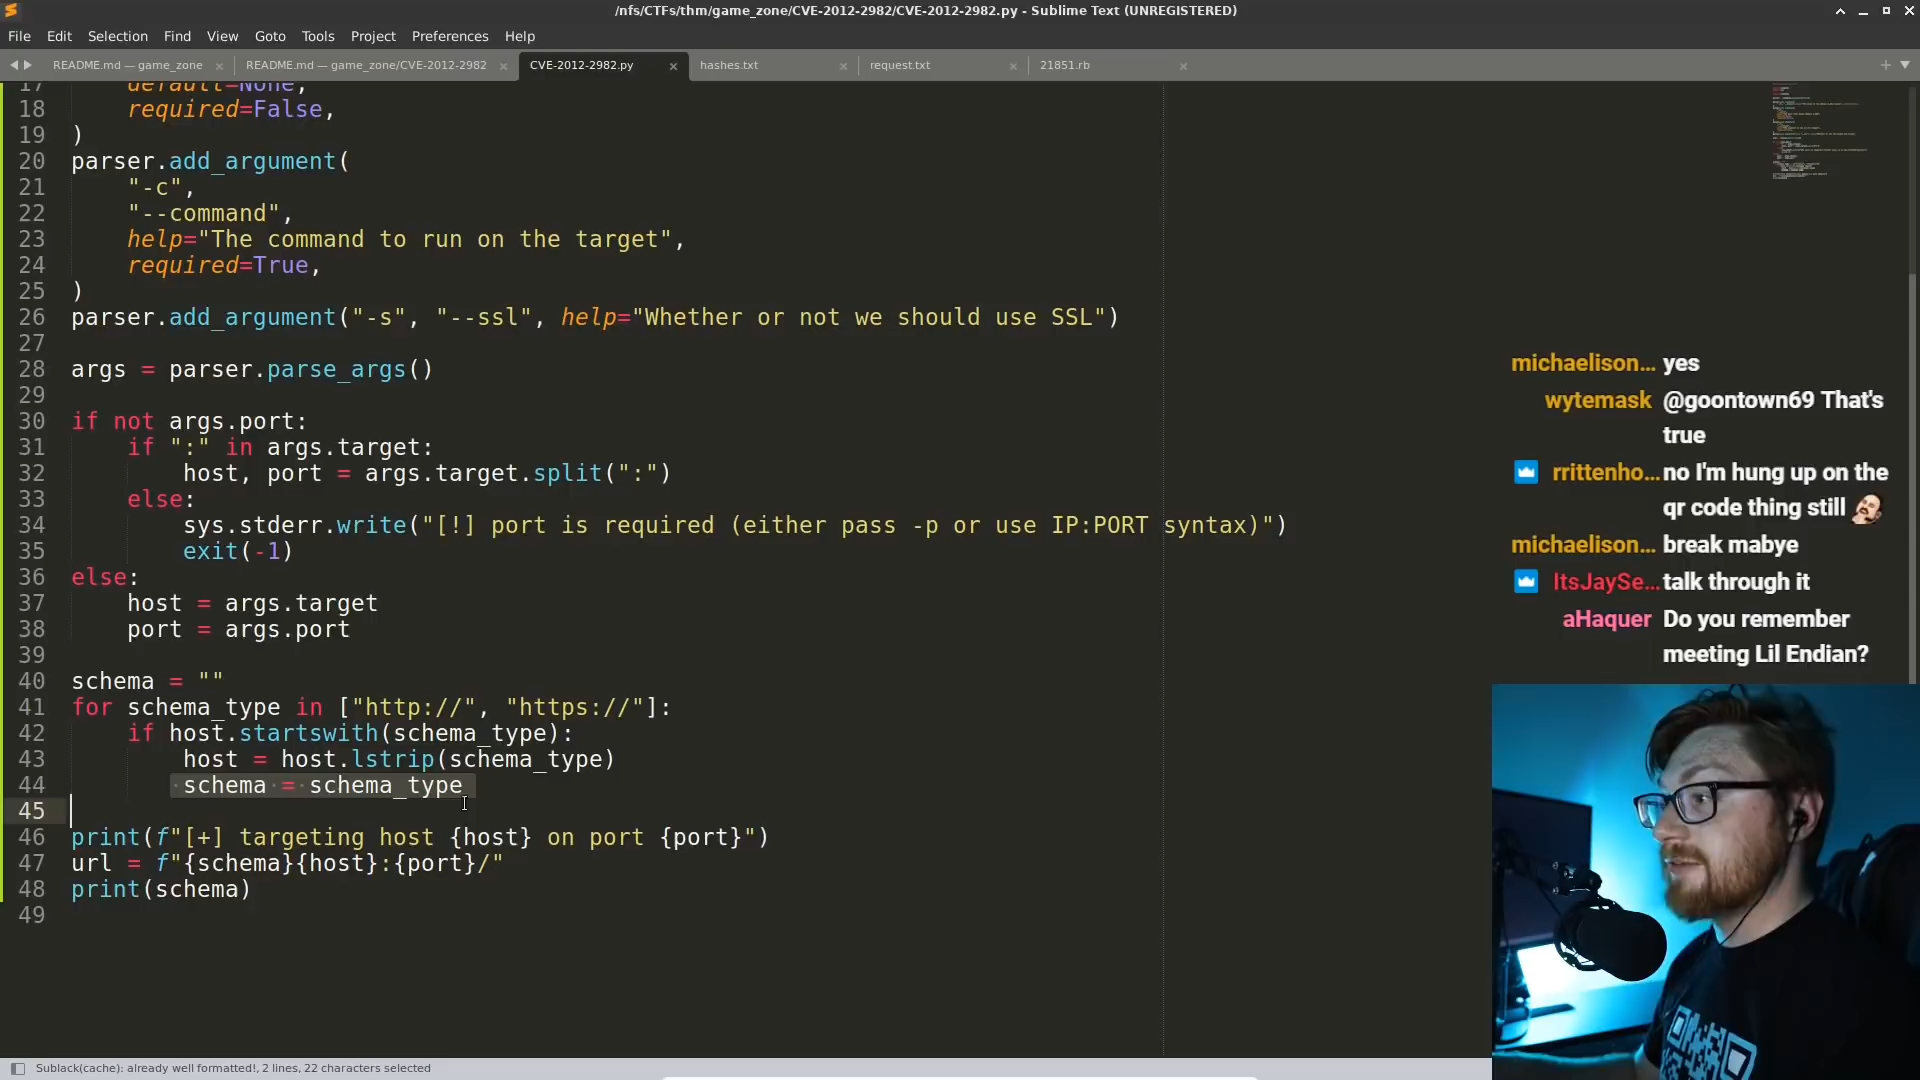 /nfs/CTFs/thm/game_zone/CVE-2012-2982/CVE-2012-2982.py - Sublime Text (UNREGISTERED)
File Edit Selection Find View Goto Tools Project Preferences Help
README.md — game_zone × README.md — game_zone/CVE-2012-2982 × CVE-2012-2982.py × hashes.txt × request.txt × 21851.rb ×
17 default=None,
18 required=False,
19 )
20 parser.add_argument(
21 "-c",
22 "--command",
23 help="The command to run on the target",
24 required=True,
25 )
26 parser.add_argument("-s", "--ssl", help="Whether or not we should use SSL")
27
28 args = parser.parse_args()
29
30 if not args.port:
31 if ":" in args.target:
32 host, port = args.target.split(":")
33 else:
34 sys.stderr.write("[!] port is required (either pass -p or use IP:PORT syntax)")
35 exit(-1)
36 else:
37 host = args.target
38 port = args.port
39
40 schema = ""
41 for schema_type in ["http://", "https://"]:
42 if host.startswith(schema_type):
43 host = host.lstrip(schema_type)
44 schema = schema_type
45
46 print(f"[+] targeting host {host} on port {port}")
47 url = f"{schema}{host}:{port}/"
48 print(schema)
49
michaelison... yes
wytemask @goontown69 That's
true
rrittenho... no I'm hung up on the
qr code thing still
michaelison... break mabye
ItsJaySe... talk through it
aHaquer Do you remember
meeting Lil Endian?
Sublack(cache): already well formatted!, 2 lines, 22 characters selected